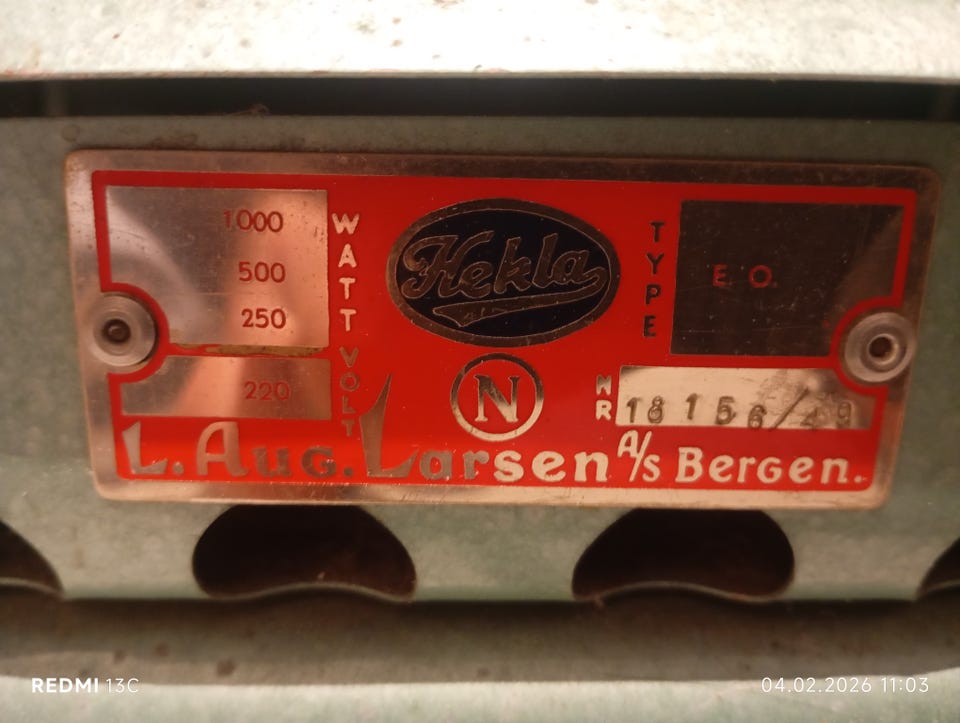 1000
500
250
WATT
220
VOLT
Hekla
N
TYPE
E O.
NR
18156/49
L. Aug. Larsen A/S Bergen.
REDMI 13C
04.02.2026 11:03